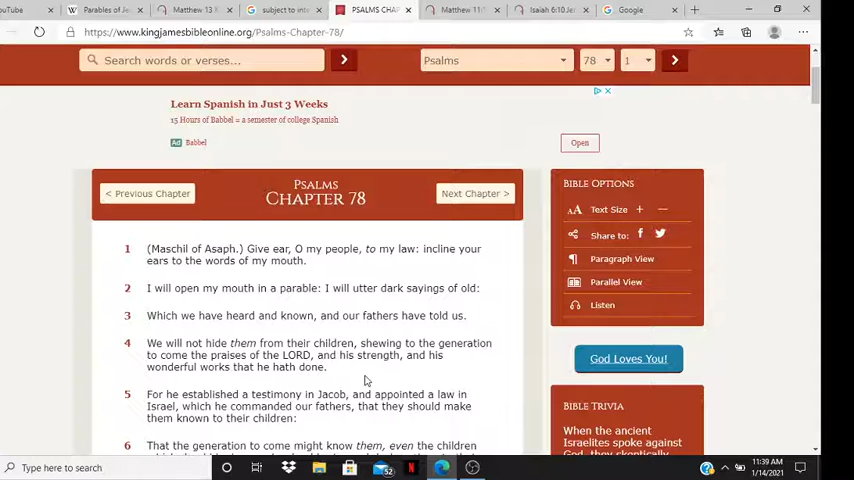 ouTube
Parables of Je
Matthew 13 K
subject to inte
PSALMS CHAP
Matthew 11:1
Isaiah 6:10 Je
Google
https://www.kingjamesbibleonline.org/Psalms-Chapter-78/
Search words or verses...
Psalms
78
1
Learn Spanish in Just 3 Weeks
15 Hours of Babbel = a semester of college Spanish
Ad Babbel
Open
PSALMS
CHAPTER 78
< Previous Chapter
Next Chapter >
1 (Maschil of Asaph.) Give ear, O my people, to my law: incline your
ears to the words of my mouth.
2 I will open my mouth in a parable: I will utter dark sayings of old:
3 Which we have heard and known, and our fathers have told us.
4 We will not hide them from their children, shewing to the generation
to come the praises of the LORD, and his strength, and his
wonderful works that he hath done.
5 For he established a testimony in Jacob, and appointed a law in
Israel, which he commanded our fathers, that they should make
them known to their children:
6 That the generation to come might know them, even the children
BIBLE OPTIONS
AA Text Size + —
Share to:
Paragraph View
Parallel View
Listen
God Loves You!
BIBLE TRIVIA
When the ancient
Israelites spoke against
God, they skeptically
Type here to search
52
11:39 AM
1/14/2021